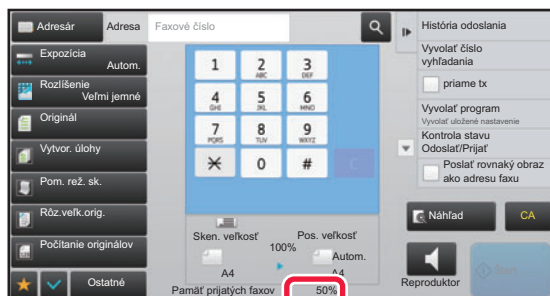 Adresár
Adresa
Faxové číslo
Expozícia
Autom.
Rozlíšenie
Veľmi jemné
Originál
Vytvor. úlohy
Pom. rež. sk.
Rôz.veľk.orig.
Počítanie originálov
Ostatné
1
2
ABC
3
DEF
4
GHI
5
JKL
6
MNO
7
PQRS
8
TUV
9
WXYZ
0
#
C
Sken. veľkosť
100%
Pos. veľkosť
A4
Autom.
A4
Pamäť prijatých faxov
50%
História odoslania
Vyvolať číslo
vyhľadania
priame tx
Vyvolať program
Vyvolať uložené nastavenie
Kontrola stavu
Odoslať/Prijať
Poslať rovnaký obraz
ako adresu faxu
Náhľad
CA
Reproduktor
Start